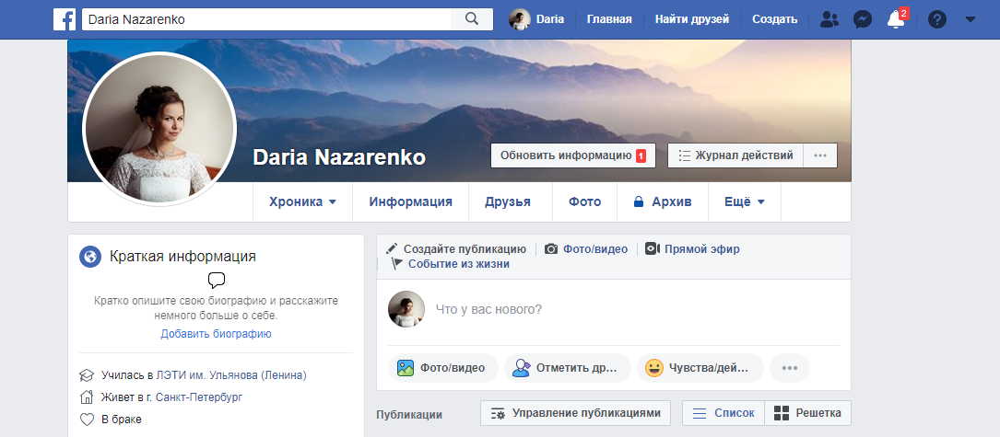 f Daria Nazarenko Daria Главная Найти друзей Создать 2
Daria Nazarenko Обновить информацию 1 Журнал действий
Хроника Информация Друзья Фото Архив Ещё
Краткая информация
Кратко опишите свою биографию и расскажите
немного больше о себе.
Добавить биографию
Училась в ЛЭТИ им. Ульянова (Ленина)
Живет в г. Санкт-Петербург
В браке
Создайте публикацию Фото/видео Прямой эфир
Событие из жизни
Что у вас нового?
Фото/видео Отметить др... Чувства/дей...
Публикации Управление публикациями Список Решетка